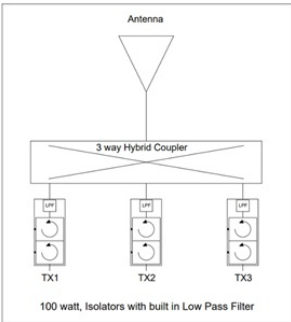 Antenna
3 way Hybrid Coupler
LPF LPF LPF
TX1 TX2 TX3
100 watt, Isolators with built in Low Pass Filter